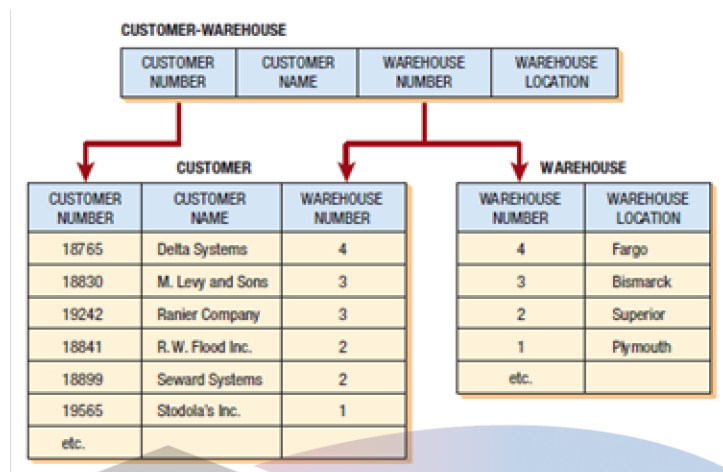 CUSTOMER-WAREHOUSE
CUSTOMER NUMBER CUSTOMER NAME WAREHOUSE NUMBER WAREHOUSE LOCATION
CUSTOMER
CUSTOMER NUMBER CUSTOMER NAME WAREHOUSE NUMBER
18765 Delta Systems 4
18830 M. Levy and Sons 3
19242 Ranier Company 3
18841 R.W. Flood Inc. 2
18899 Seward Systems 2
19565 Stodola's Inc. 1
etc.
WAREHOUSE
WAREHOUSE NUMBER WAREHOUSE LOCATION
4 Fargo
3 Bismarck
2 Superior
1 Plymouth
etc.